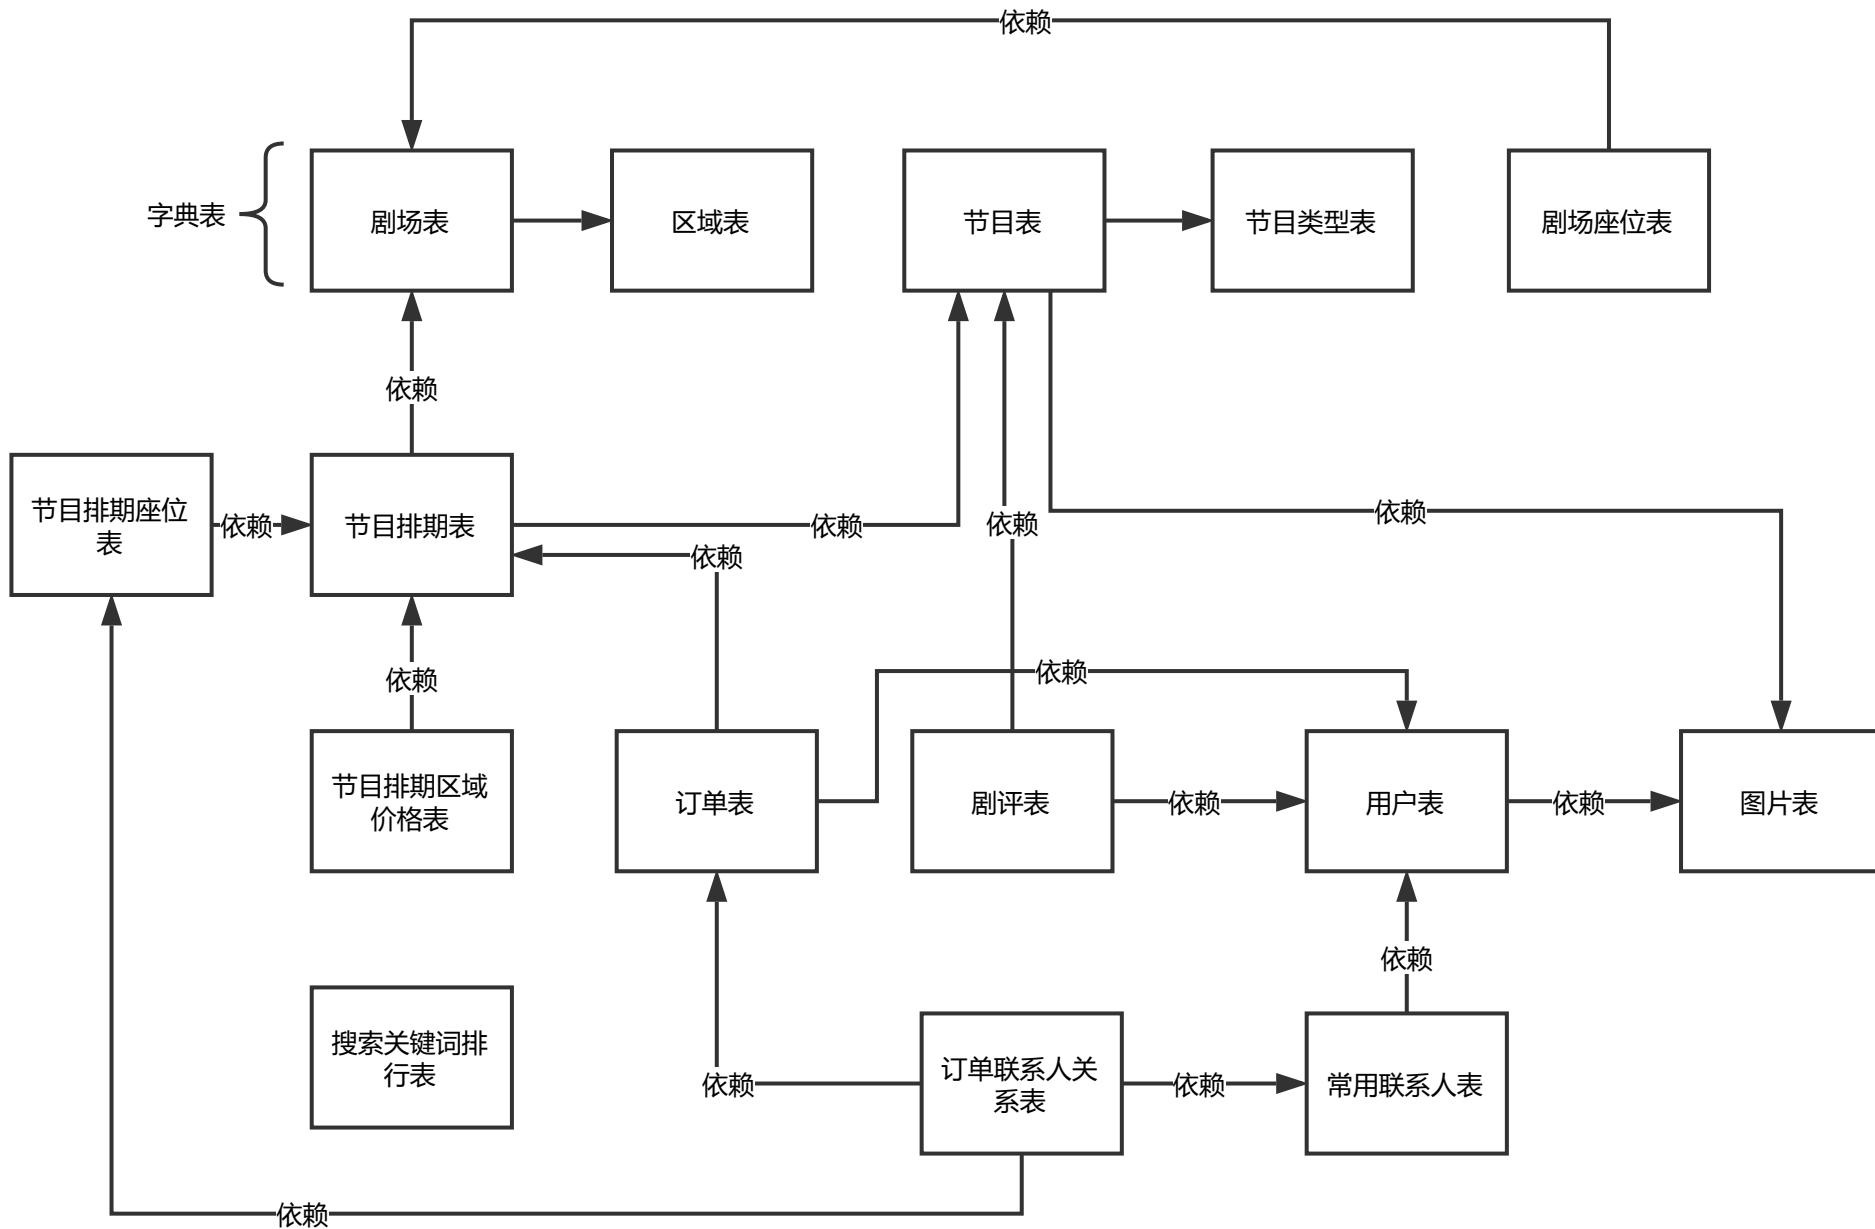 依赖
字典表
剧场表
区域表
节目表
节目类型表
剧场座位表
依赖
节目排期座位
表
依赖
节目排期表
依赖
依赖
依赖
依赖
依赖
依赖
节目排期区域
价格表
订单表
剧评表
依赖
用户表
依赖
图片表
依赖
搜索关键词排
行表
依赖
订单联系人关
系表
依赖
常用联系人表
依赖